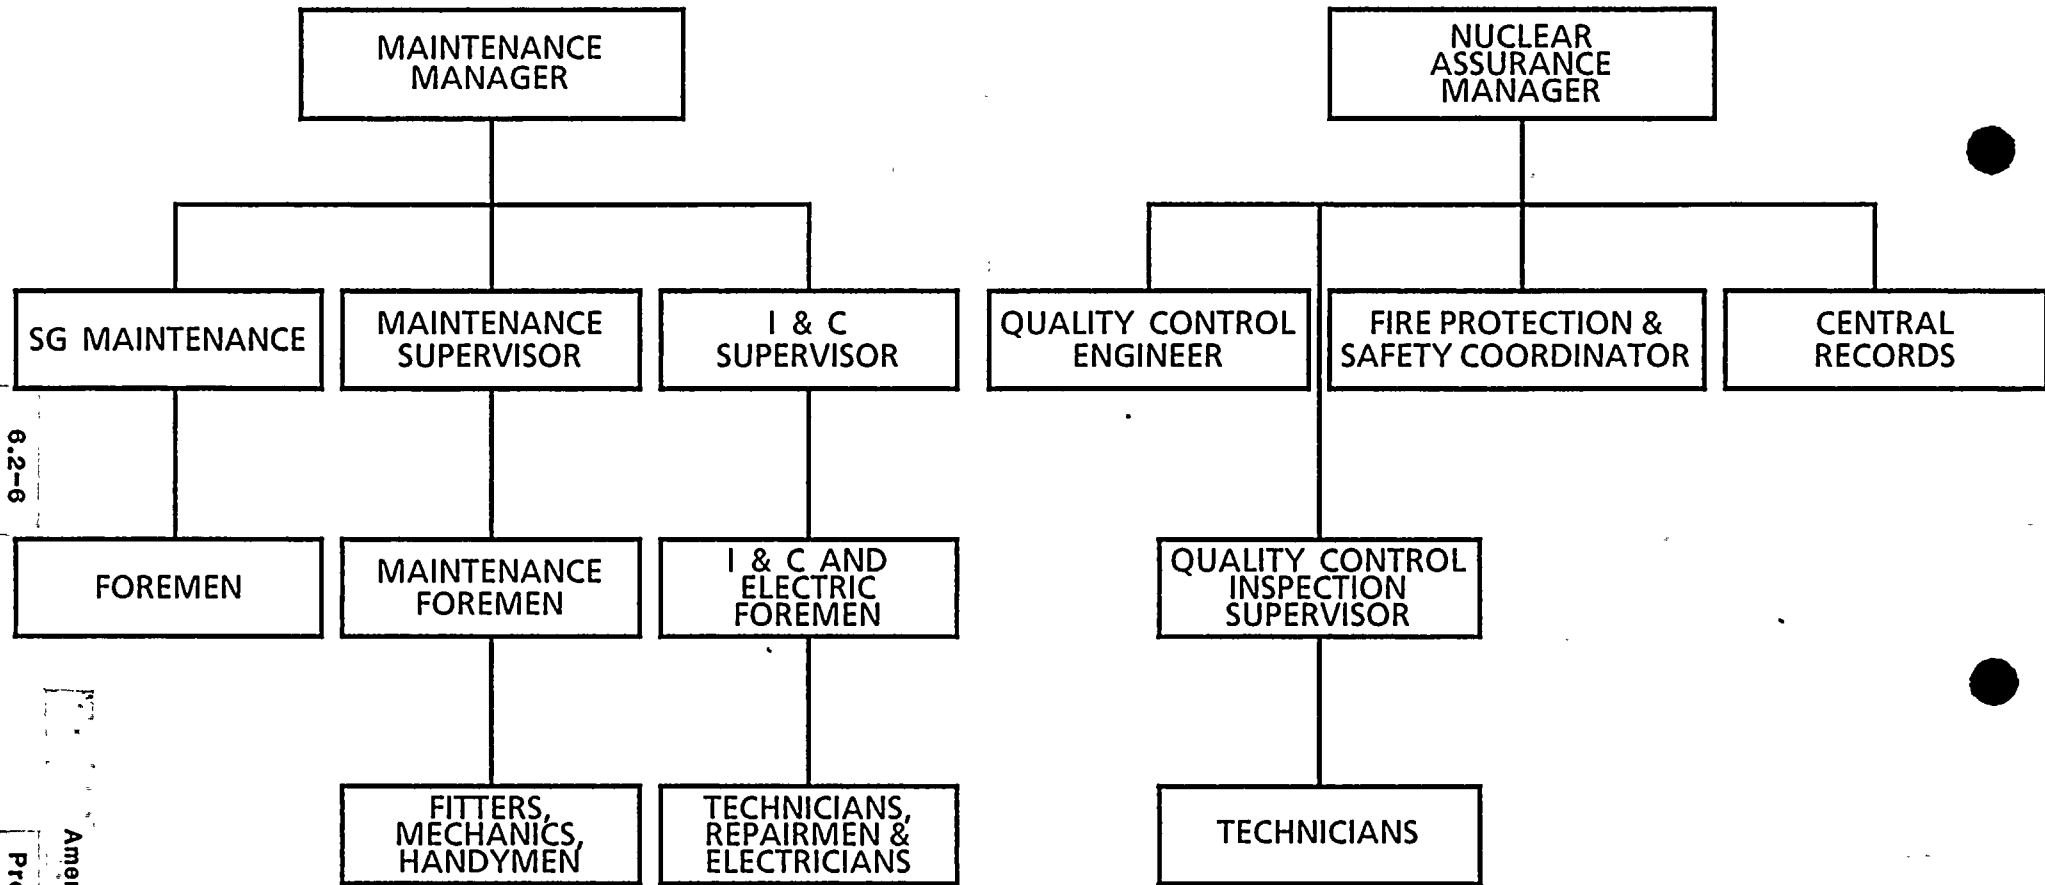 MAINTENANCE
MANAGER
NUCLEAR
ASSURANCE
MANAGER
SG MAINTENANCE
MAINTENANCE
SUPERVISOR
I & C
SUPERVISOR
QUALITY CONTROL
ENGINEER
FIRE PROTECTION &
SAFETY COORDINATOR
CENTRAL
RECORDS
6.2-6
FOREMEN
MAINTENANCE
FOREMEN
I & C AND
ELECTRIC
FOREMEN
QUALITY CONTROL
INSPECTION
SUPERVISOR
FITTERS,
MECHANICS,
HANDYMEN
TECHNICIANS,
REPAIRMEN &
ELECTRICIANS
TECHNICIANS